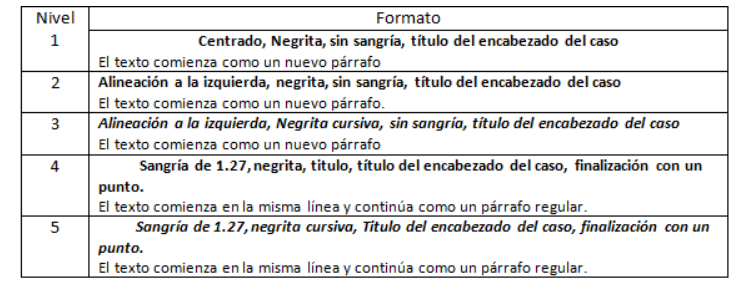 Nivel Formato
1 Centrado, Negrita, sin sangría, título del encabezado del caso
El texto comienza como un nuevo párrafo
2 Alineación a la izquierda, negrita, sin sangría, título del encabezado del caso
El texto comienza como un nuevo párrafo.
3 Alineación a la izquierda, Negrita cursiva, sin sangría, título del encabezado del caso
El texto comienza como un nuevo párrafo
4 Sangría de 1.27, negrita, titulo, título del encabezado del caso, finalización con un
punto.
El texto comienza en la misma línea y continúa como un párrafo regular.
5 Sangría de 1.27, negrita cursiva, Titulo del encabezado del caso, finalización con un
punto.
El texto comienza en la misma línea y continúa como un párrafo regular.